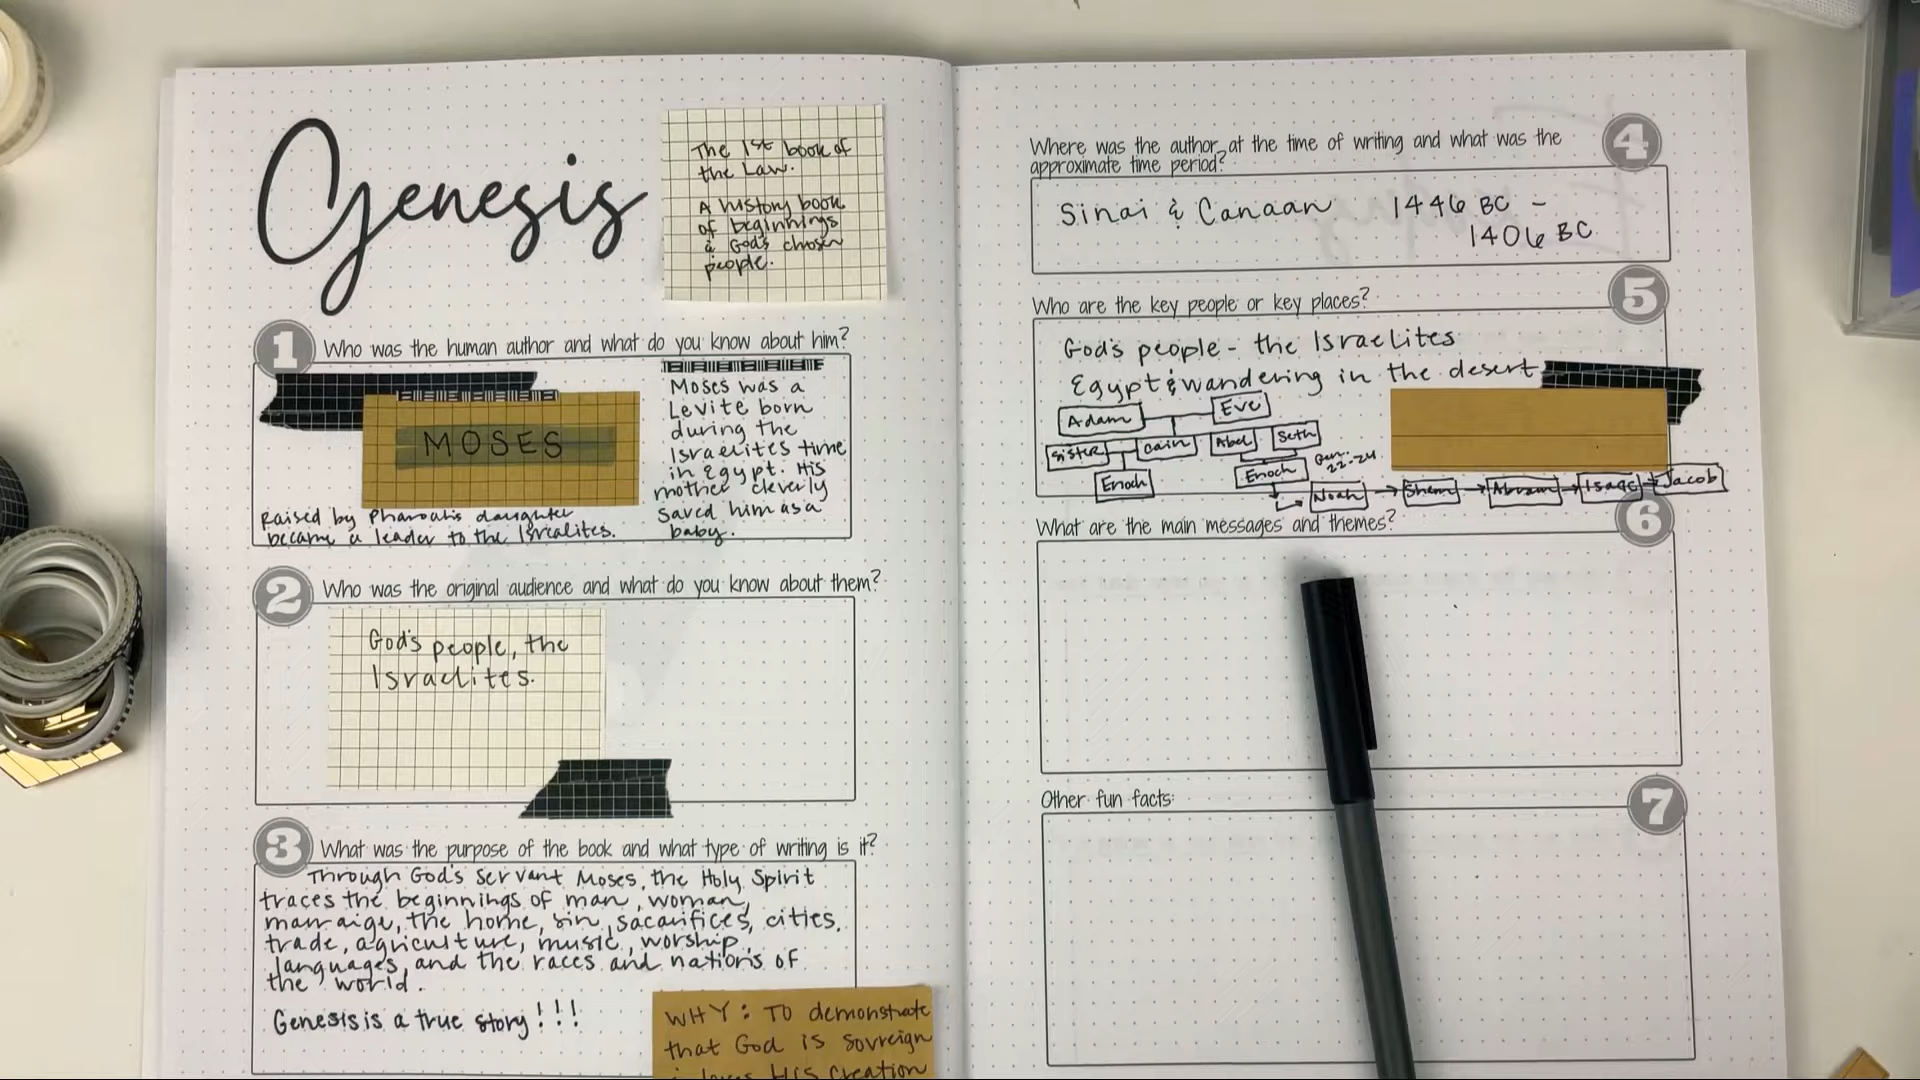 Genesis
The 1st book of
the Law.
A history book
of beginnings
& God's chosen
people.
1
Who was the human author and what do you know about him?
MOSES
Moses was a
Levite born
during the
Israelites time
in Egypt. His
mother cleverly
saved him as a
baby.
Raised by Pharoah's daughter
became a leader to the Isrealites.
2
Who was the original audience and what do you know about them?
God's people, the
Israelites.
3
What was the purpose of the book and what type of writing is it?
Through God's servant Moses, the Holy Spirit
traces the beginnings of man, woman,
marraige, the home, sin, sacarifices, cities,
trade, agriculture, music, worship,
languages, and the races and nations of
the world.
Genesis is a true story!!!
WHY: To demonstrate
that God is sovreign
loves His creation
4
Where was the author at the time of writing and what was the
approximate time period?
Sinai & Canaan 1446 BC -
1406 BC
5
Who are the key people or key places?
God's people - the Israelites
Egypt & wandering in the desert
Adam Eve
Sister Cain Abel Seth
Enoch Enoch Gen.
22-24
Noah Shem Abram Isaac Jacob
6
What are the main messages and themes?
Other fun facts:
7